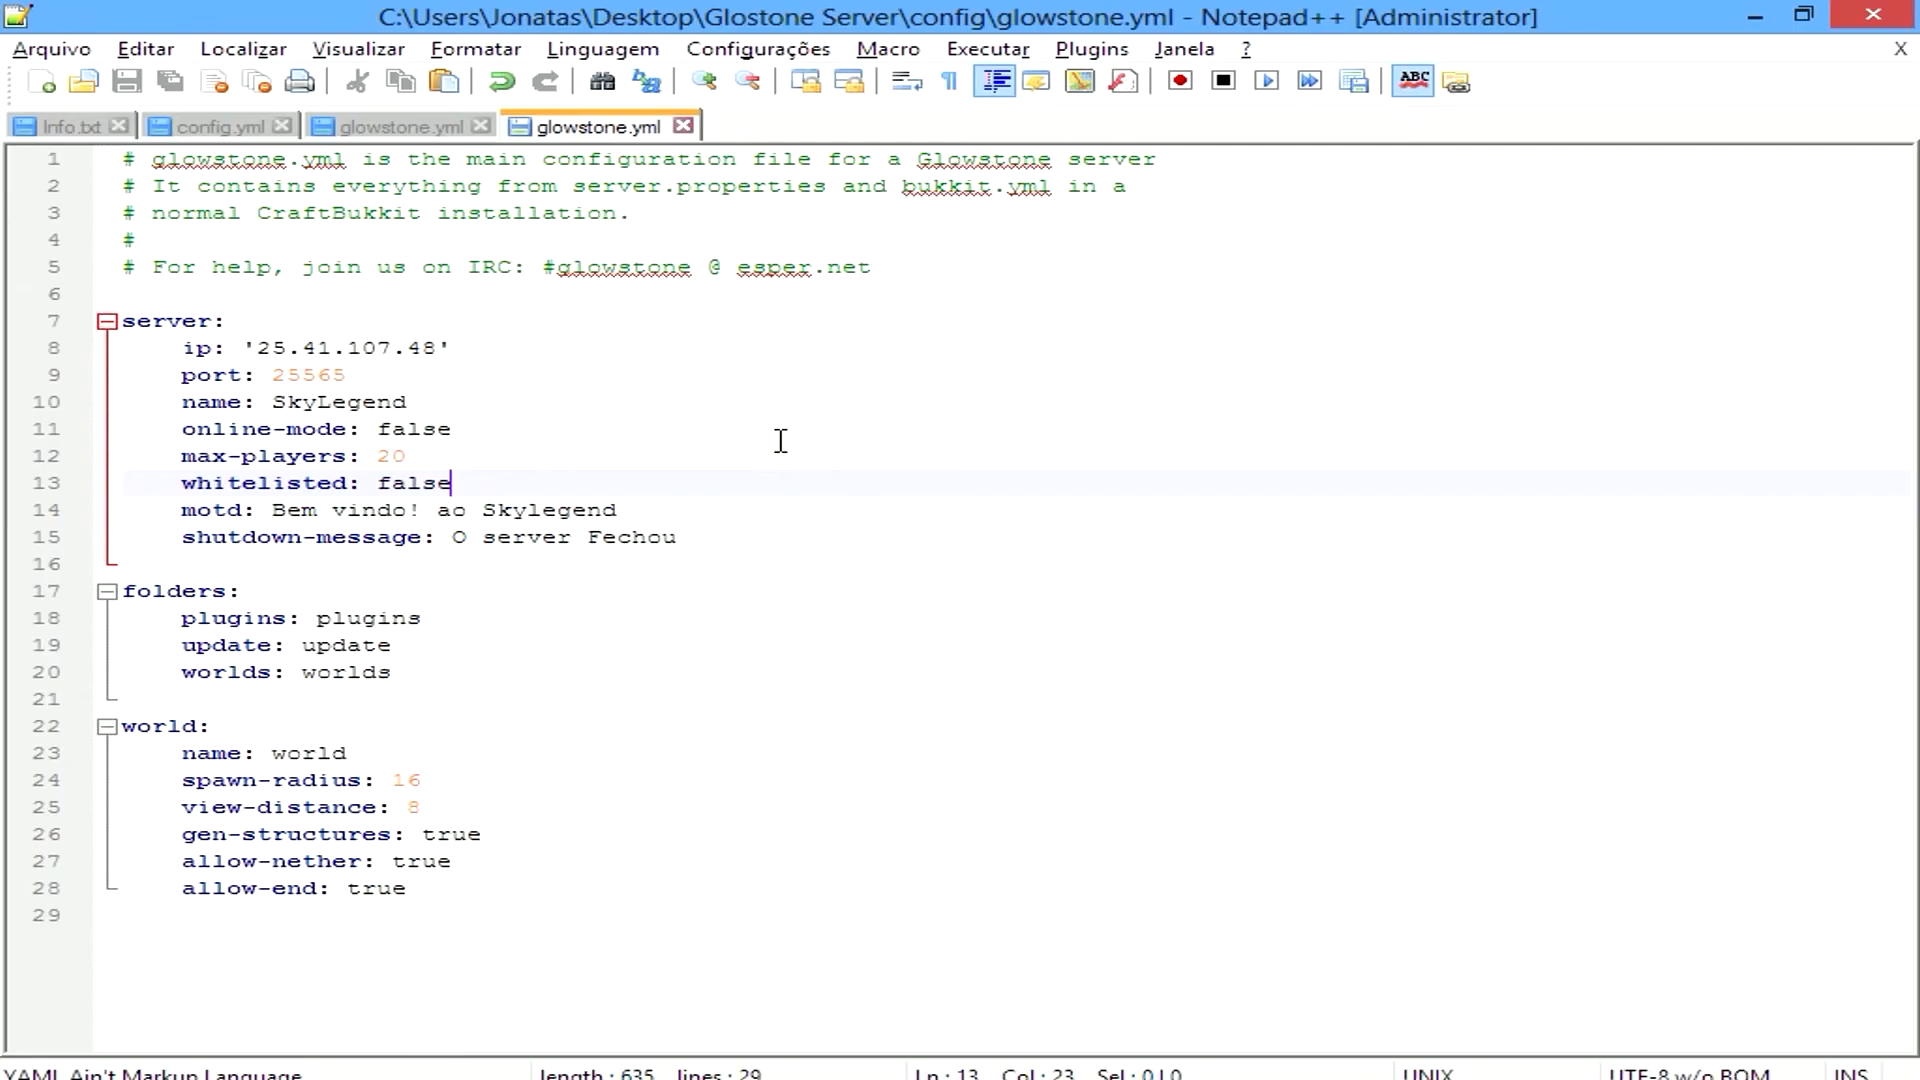 C:\Users\Jonatas\Desktop\Glostone Server\config\glowstone.yml - Notepad++ [Administrator]
Arquivo Editar Localizar Visualizar Formatar Linguagem Configurações Macro Executar Plugins Janela ? X
ABC
Info.txt config.yml glowstone.yml glowstone.yml
1 # glowstone.yml is the main configuration file for a Glowstone server
2 # It contains everything from server.properties and bukkit.yml in a
3 # normal CraftBukkit installation.
4 #
5 # For help, join us on IRC: #glowstone @ esper.net
6
7 server:
8 ip: '25.41.107.48'
9 port: 25565
10 name: SkyLegend
11 online-mode: false
12 max-players: 20
13 whitelisted: false
14 motd: Bem vindo! ao Skylegend
15 shutdown-message: O server Fechou
16
17 folders:
18 plugins: plugins
19 update: update
20 worlds: worlds
21
22 world:
23 name: world
24 spawn-radius: 16
25 view-distance: 8
26 gen-structures: true
27 allow-nether: true
28 allow-end: true
29
YAML Ain't Markup Language length : 635 lines : 29 Ln : 13 Col : 23 Sel : 0 | 0 UNIX UTF-8 w/o BOM INS